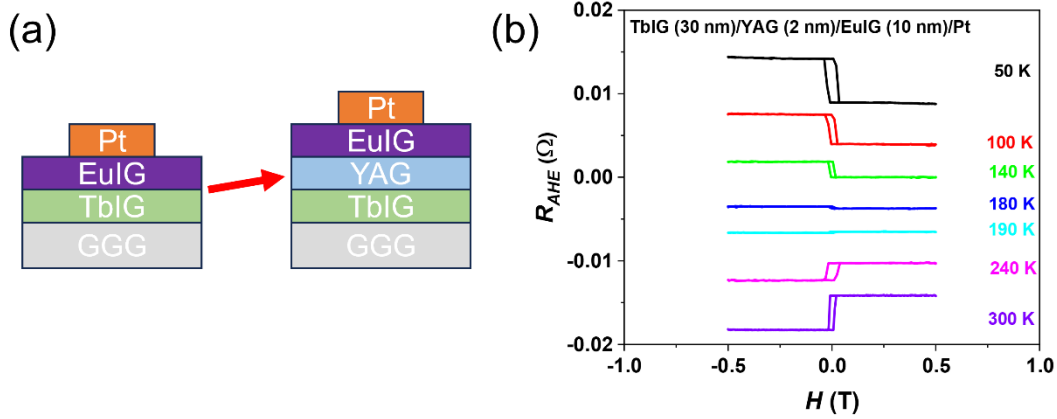 (a)
Pt
EuIG
TbIG
GGG
Pt
EuIG
YAG
TbIG
GGG
(b)
TbIG (30 nm)/YAG (2 nm)/EuIG (10 nm)/Pt
0.02
0.01
0.00
-0.01
-0.02
R_AHE (Ω)
50 K
100 K
140 K
180 K
190 K
240 K
300 K
-1.0 -0.5 0.0 0.5 1.0
H (T)